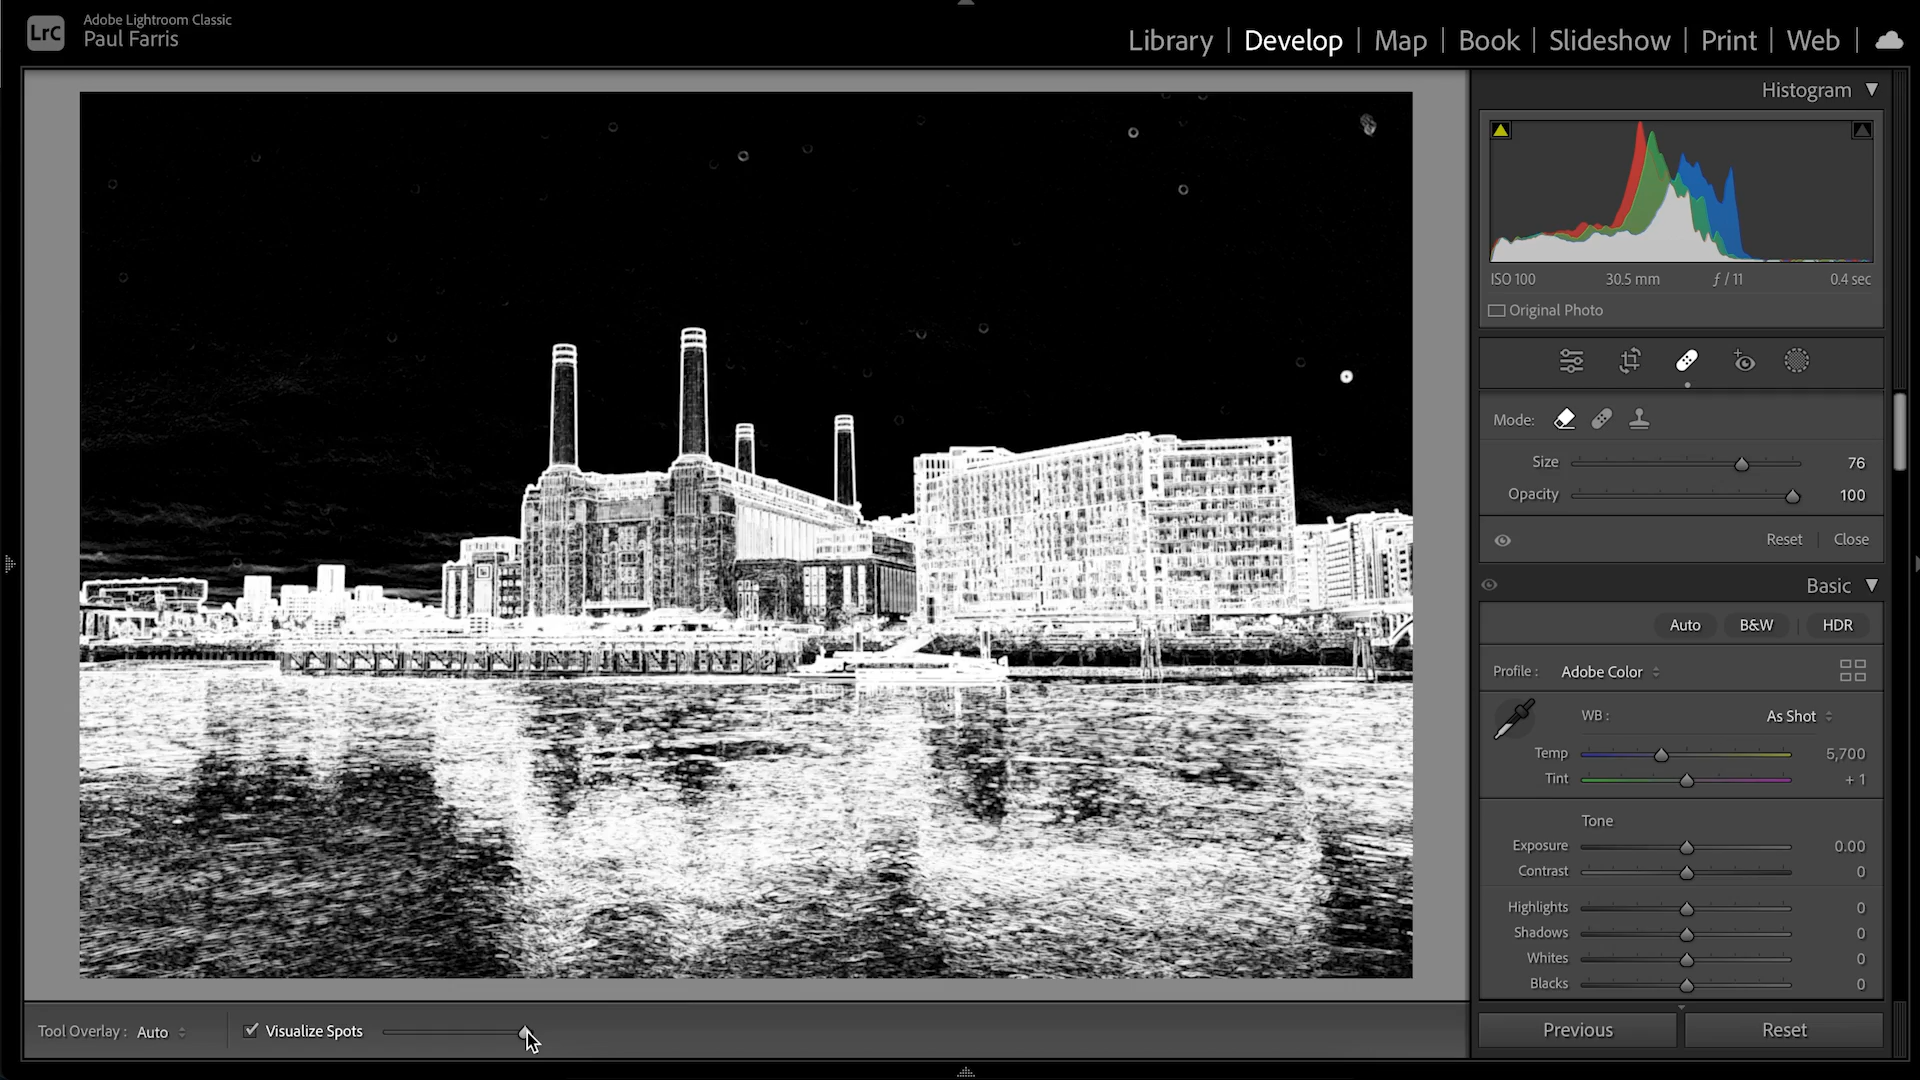 LrC
Adobe Lightroom Classic
Paul Farris
Library | Develop | Map | Book | Slideshow | Print | Web
Histogram
ISO 100 30.5 mm ƒ / 11 0.4 sec
Original Photo
Mode:
Size 76
Opacity 100
Reset Close
Basic
Auto B&W HDR
Profile : Adobe Color
WB : As Shot
Temp 5,700
Tint + 1
Tone
Exposure 0.00
Contrast 0
Highlights 0
Shadows 0
Whites 0
Blacks 0
Tool Overlay : Auto Visualize Spots
Previous Reset